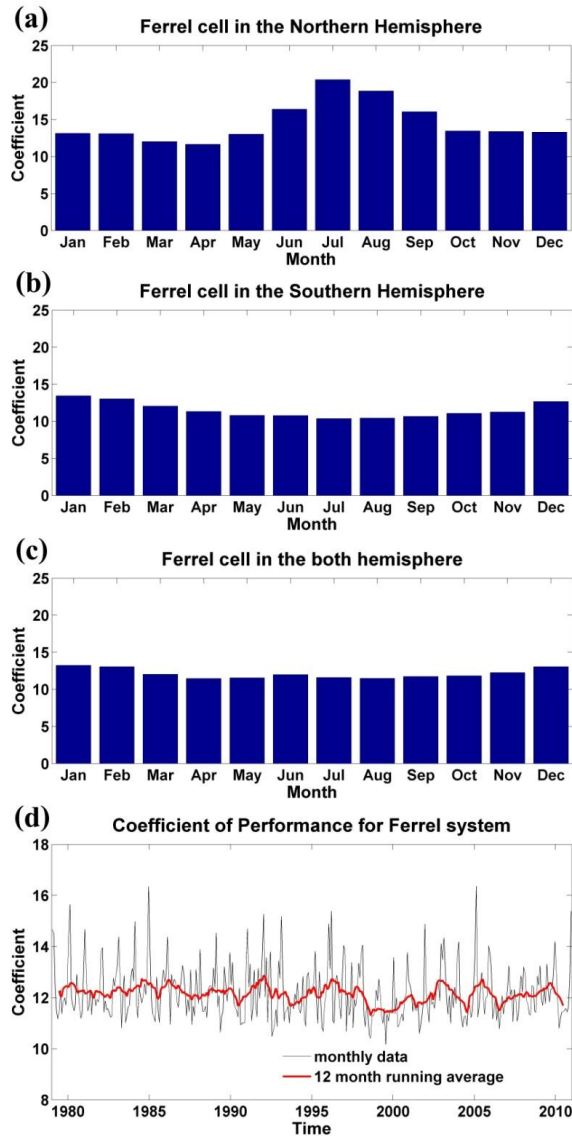 (a)
Ferrel cell in the Northern Hemisphere
25
20
15
10
5
0
Coefficient
Jan Feb Mar Apr May Jun Jul Aug Sep Oct Nov Dec
Month
(b)
Ferrel cell in the Southern Hemisphere
25
20
15
10
5
0
Coefficient
Jan Feb Mar Apr May Jun Jul Aug Sep Oct Nov Dec
Month
(c)
Ferrel cell in the both hemisphere
25
20
15
10
5
0
Coefficient
Jan Feb Mar Apr May Jun Jul Aug Sep Oct Nov Dec
Month
(d)
Coefficient of Performance for Ferrel system
18
16
14
12
10
8
Coefficient
monthly data
12 month running average
1980 1985 1990 1995 2000 2005 2010
Time